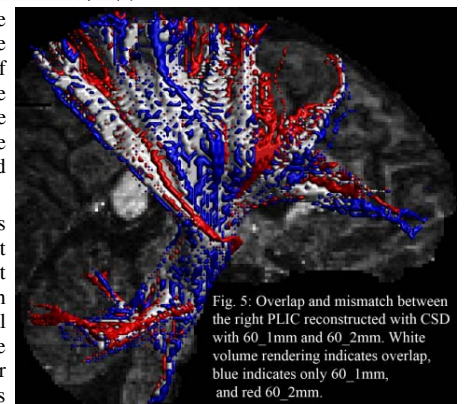 Fig. 5: Overlap and mismatch between
the right PLIC reconstructed with CSD
with 60_1mm and 60_2mm. White
volume rendering indicates overlap,
blue indicates only 60_1mm,
and red 60_2mm.